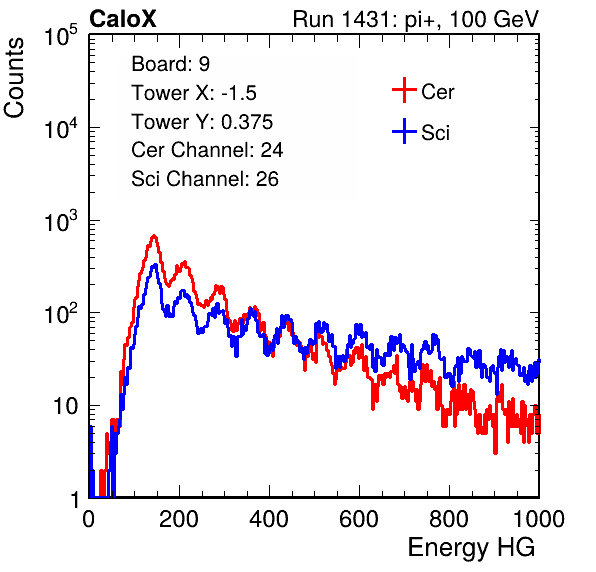 CaloX Run 1431: pi+, 100 GeV
Counts
Board: 9
Tower X: -1.5
Tower Y: 0.375
Cer Channel: 24
Sci Channel: 26
Cer
Sci
10^5
10^4
10^3
10^2
10
1
0 200 400 600 800 1000
Energy HG